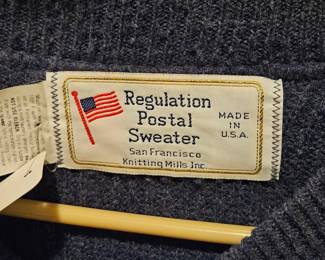 Regulation
Postal
Sweater
San Francisco
Knitting Mills Inc.
MADE
IN
U.S.A.